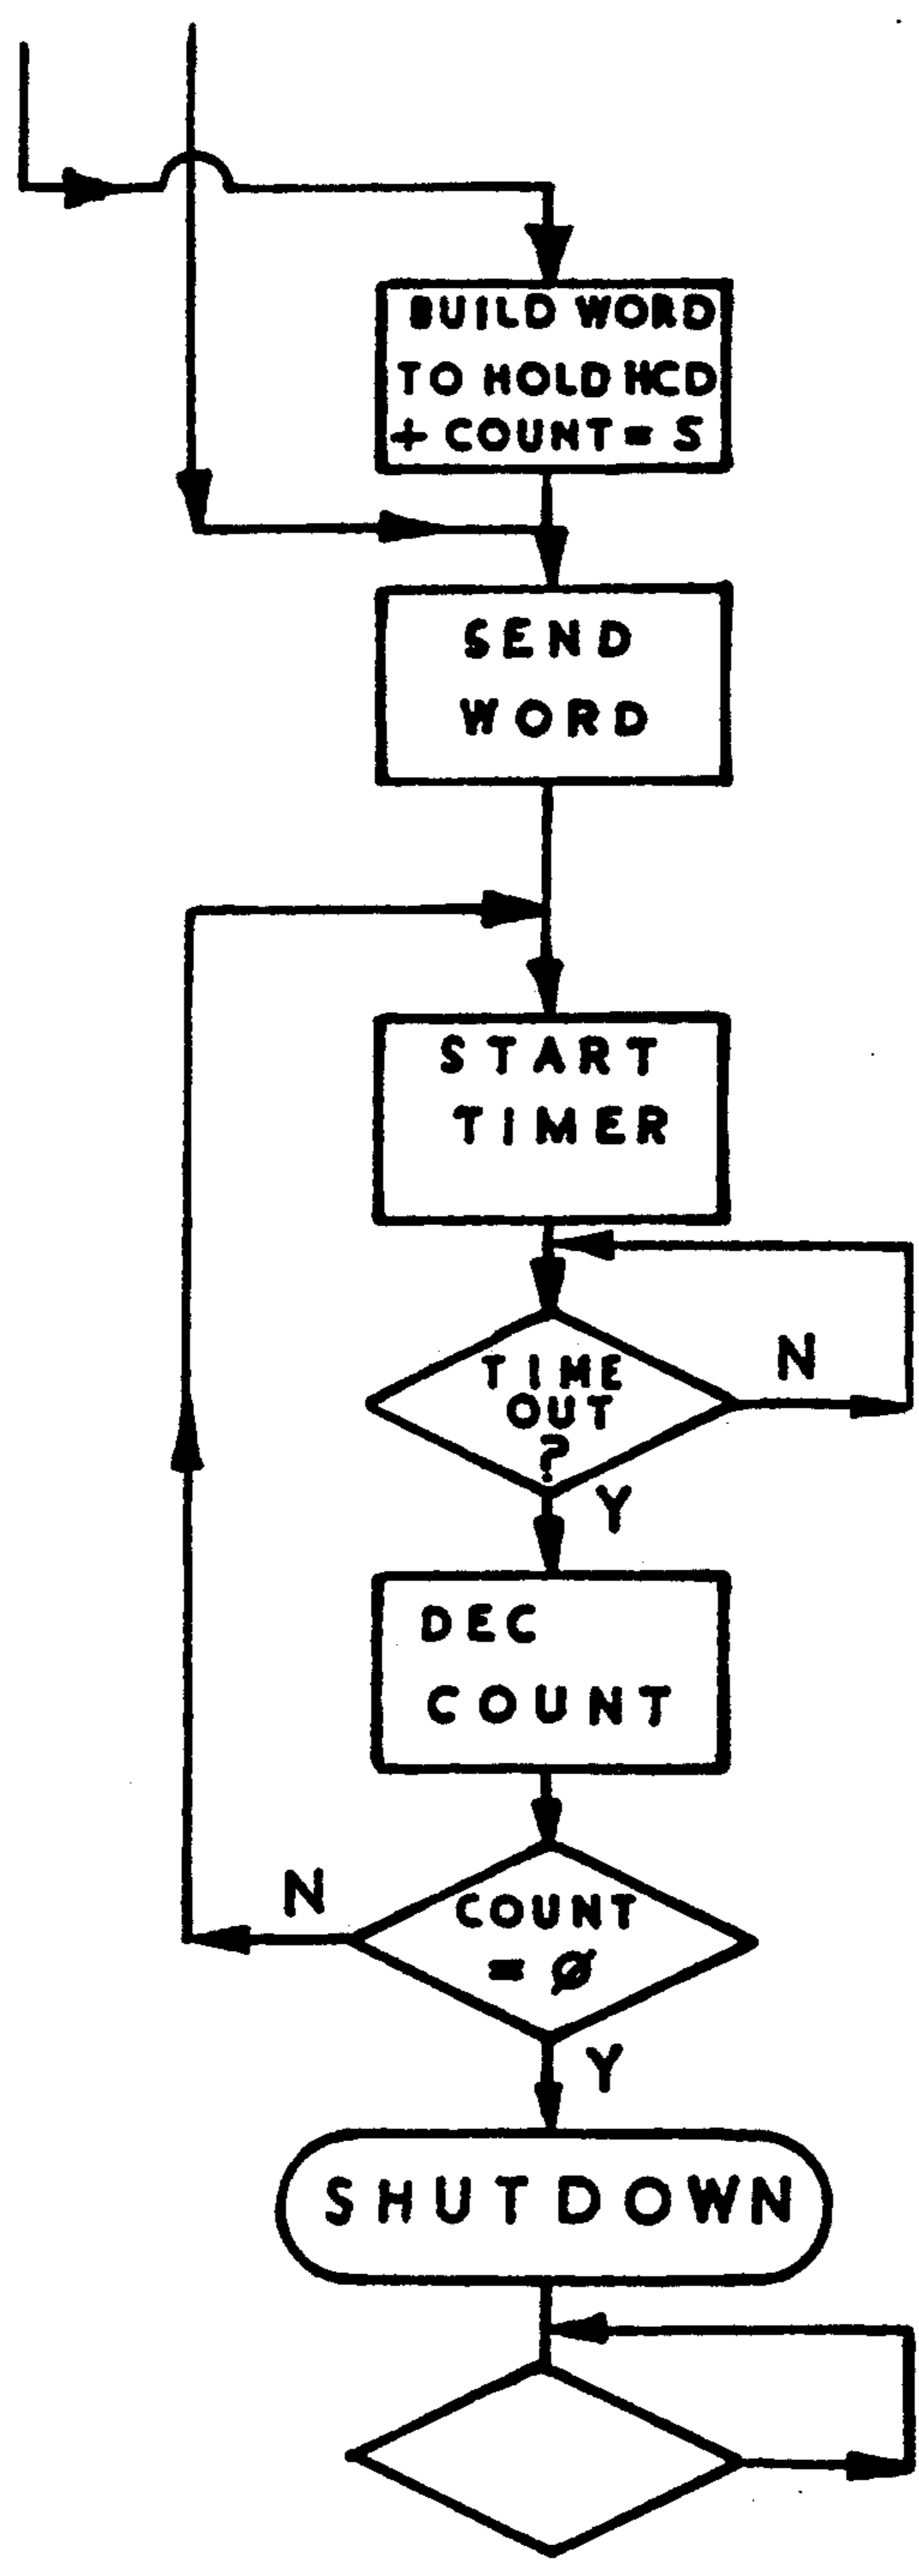 BUILD WORD
TO HOLD HCD
+ COUNT = 5
SEND
WORD
START
TIMER
TIME
OUT
?
N
Y
DEC
COUNT
COUNT
= Ø
N
Y
SHUTDOWN